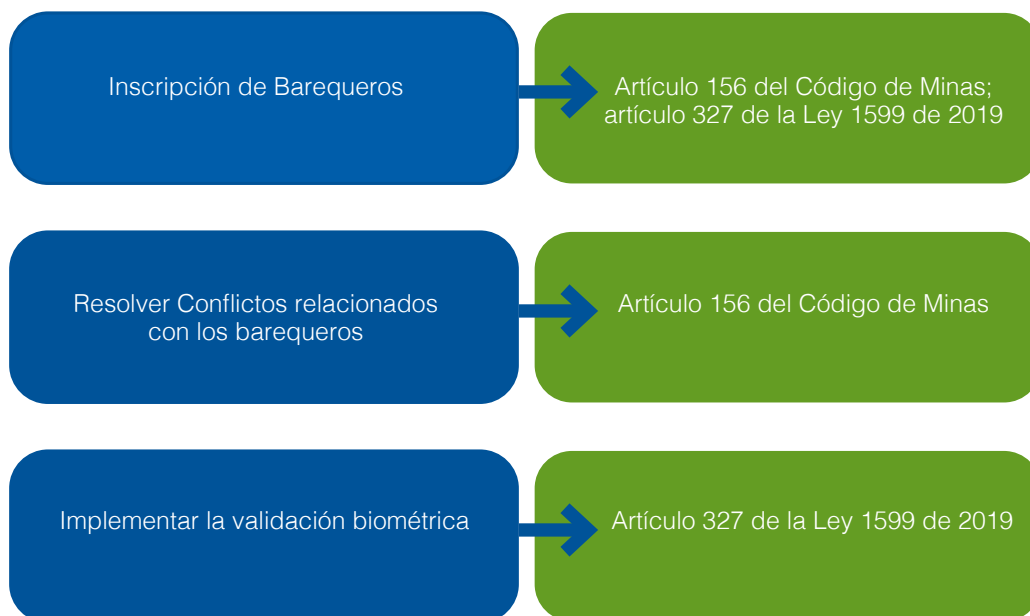 Inscripción de Barequeros
Artículo 156 del Código de Minas;
artículo 327 de la Ley 1599 de 2019
Resolver Conflictos relacionados
con los barequeros
Artículo 156 del Código de Minas
Implementar la validación biométrica
Artículo 327 de la Ley 1599 de 2019